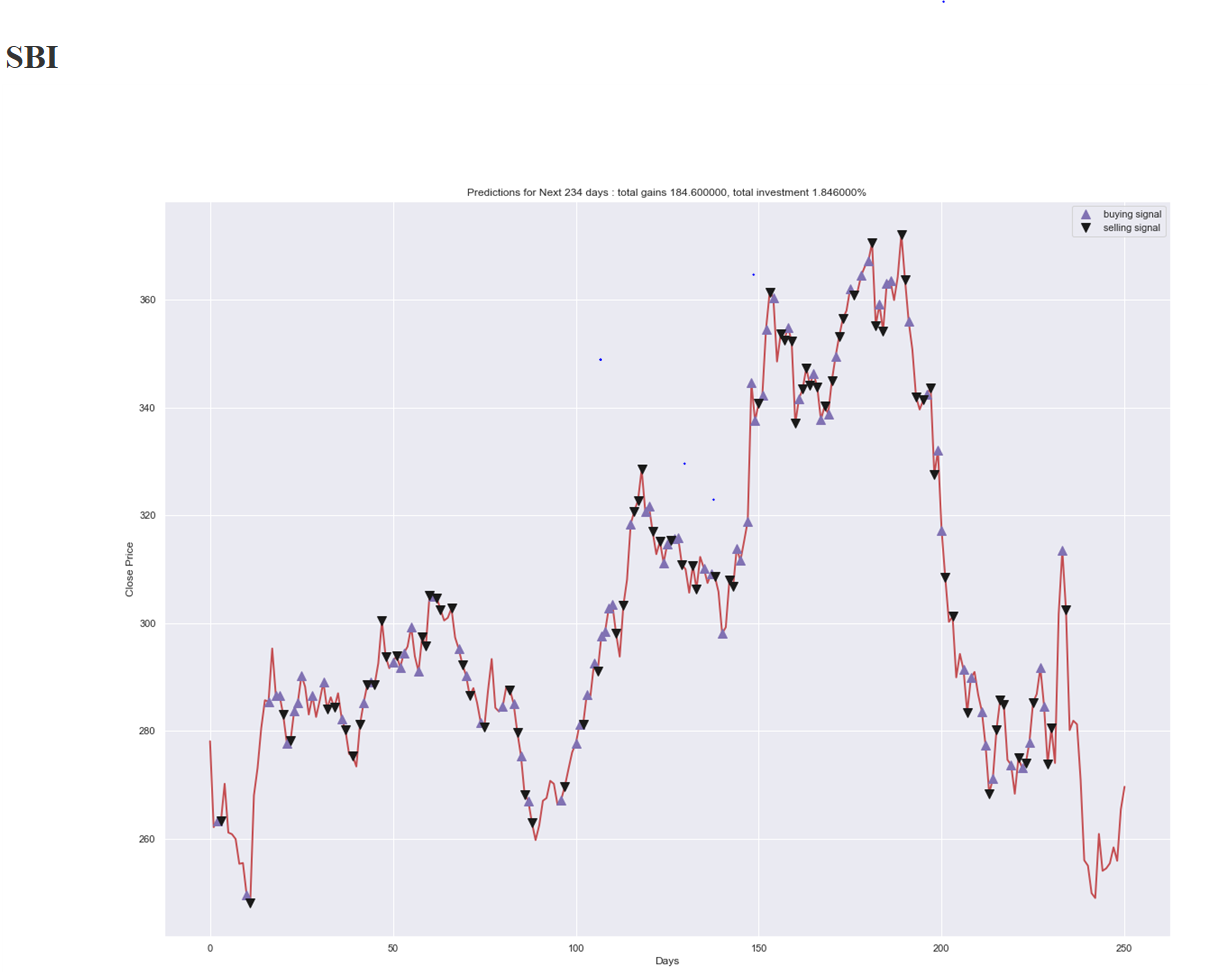 SBI
Predictions for Next 234 days : total gains 184.600000, total investment 1.846000%
buying signal
selling signal
360
340
320
300
280
260
Close Price
0 50 100 150 200 250
Days